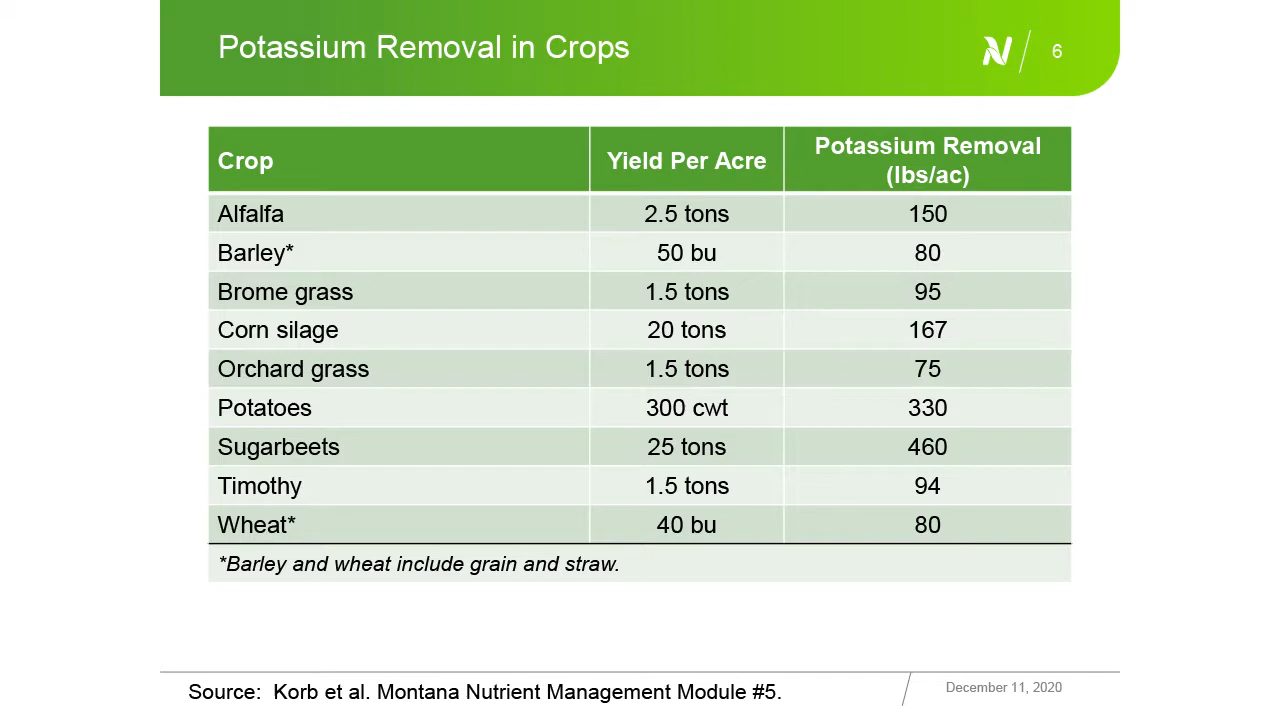 Potassium Removal in Crops
6
Crop Yield Per Acre Potassium Removal (lbs/ac)
Alfalfa 2.5 tons 150
Barley* 50 bu 80
Brome grass 1.5 tons 95
Corn silage 20 tons 167
Orchard grass 1.5 tons 75
Potatoes 300 cwt 330
Sugarbeets 25 tons 460
Timothy 1.5 tons 94
Wheat* 40 bu 80
*Barley and wheat include grain and straw.
Source: Korb et al. Montana Nutrient Management Module #5.
December 11, 2020